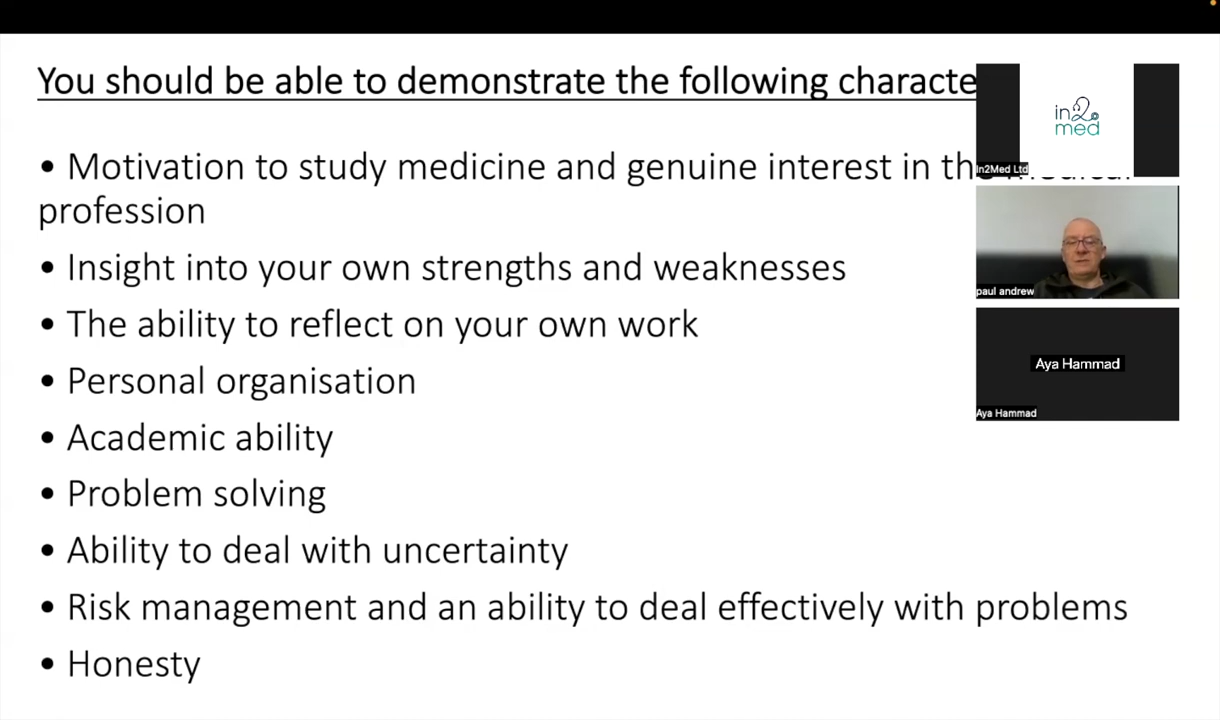 You should be able to demonstrate the following characte
• Motivation to study medicine and genuine interest in the
profession
• Insight into your own strengths and weaknesses
• The ability to reflect on your own work
• Personal organisation
• Academic ability
• Problem solving
• Ability to deal with uncertainty
• Risk management and an ability to deal effectively with problems
• Honesty
in2
med
In2Med Ltd
paul andrew
Aya Hammad
Aya Hammad